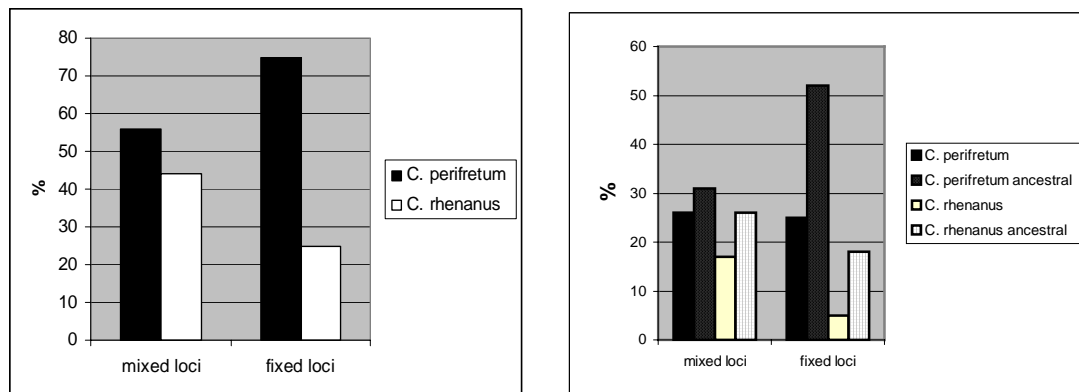 80
70
60
50
40
30
20
10
0
%
mixed loci fixed loci
C. perifretum
C. rhenanus
60
50
40
30
20
10
0
%
mixed loci fixed loci
C. perifretum
C. perifretum ancestral
C. rhenanus
C. rhenanus ancestral